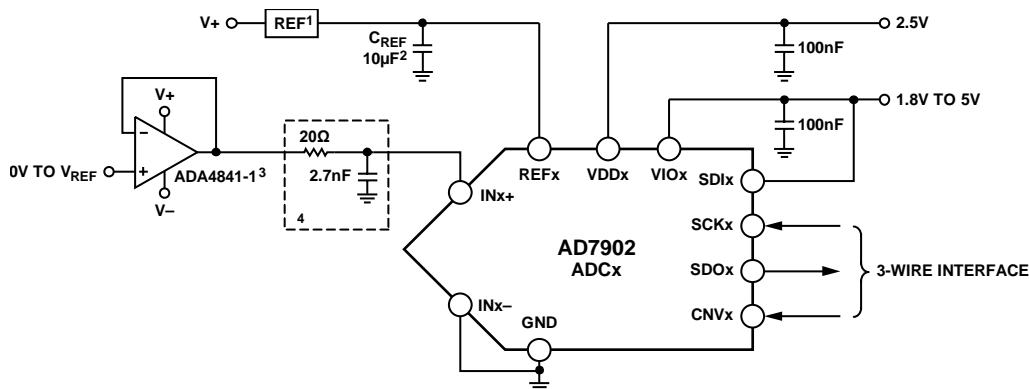 V+
REF1
CREF
10µF2
2.5V
100nF
1.8V TO 5V
100nF
V+
−
+
0V TO VREF
ADA4841-13
V−
20Ω
2.7nF
4
REFx
VDDx
VIOx
INx+
SDIx
SCKx
AD7902
ADCx
SDOx
3-WIRE INTERFACE
INx−
CNVx
GND